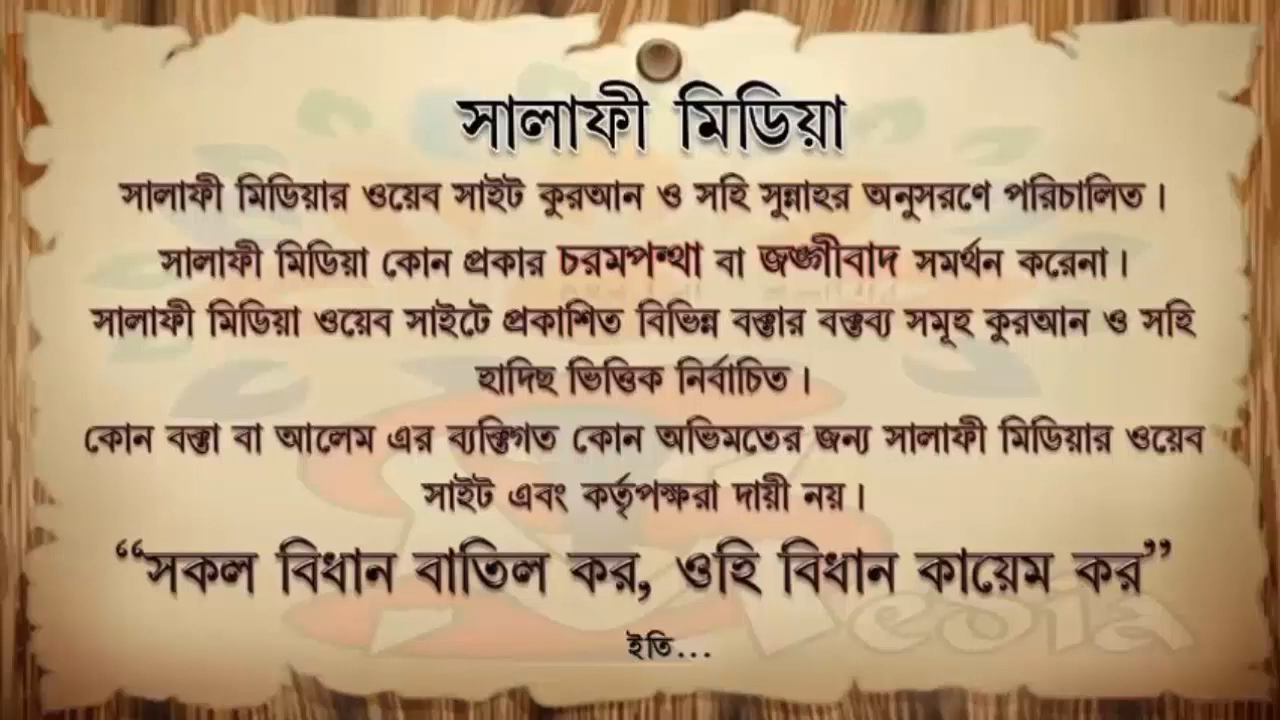 সালাফী মিডিয়া
সালাফী মিডিয়ার ওয়েব সাইট কুরআন ও সহি সুন্নাহর অনুসরণে পরিচালিত।
সালাফী মিডিয়া কোন প্রকার চরমপন্থা বা জঙ্গীবাদ সমর্থন করেনা।
সালাফী মিডিয়া ওয়েব সাইটে প্রকাশিত বিভিন্ন বক্তার বক্তব্য সমূহ কুরআন ও সহি
হাদিছ ভিত্তিক নির্বাচিত।
কোন বক্তা বা আলেম এর ব্যক্তিগত কোন অভিমতের জন্য সালাফী মিডিয়ার ওয়েব
সাইট এবং কর্তৃপক্ষরা দায়ী নয়।
“সকল বিধান বাতিল কর, ওহি বিধান কায়েম কর”
ইতি...